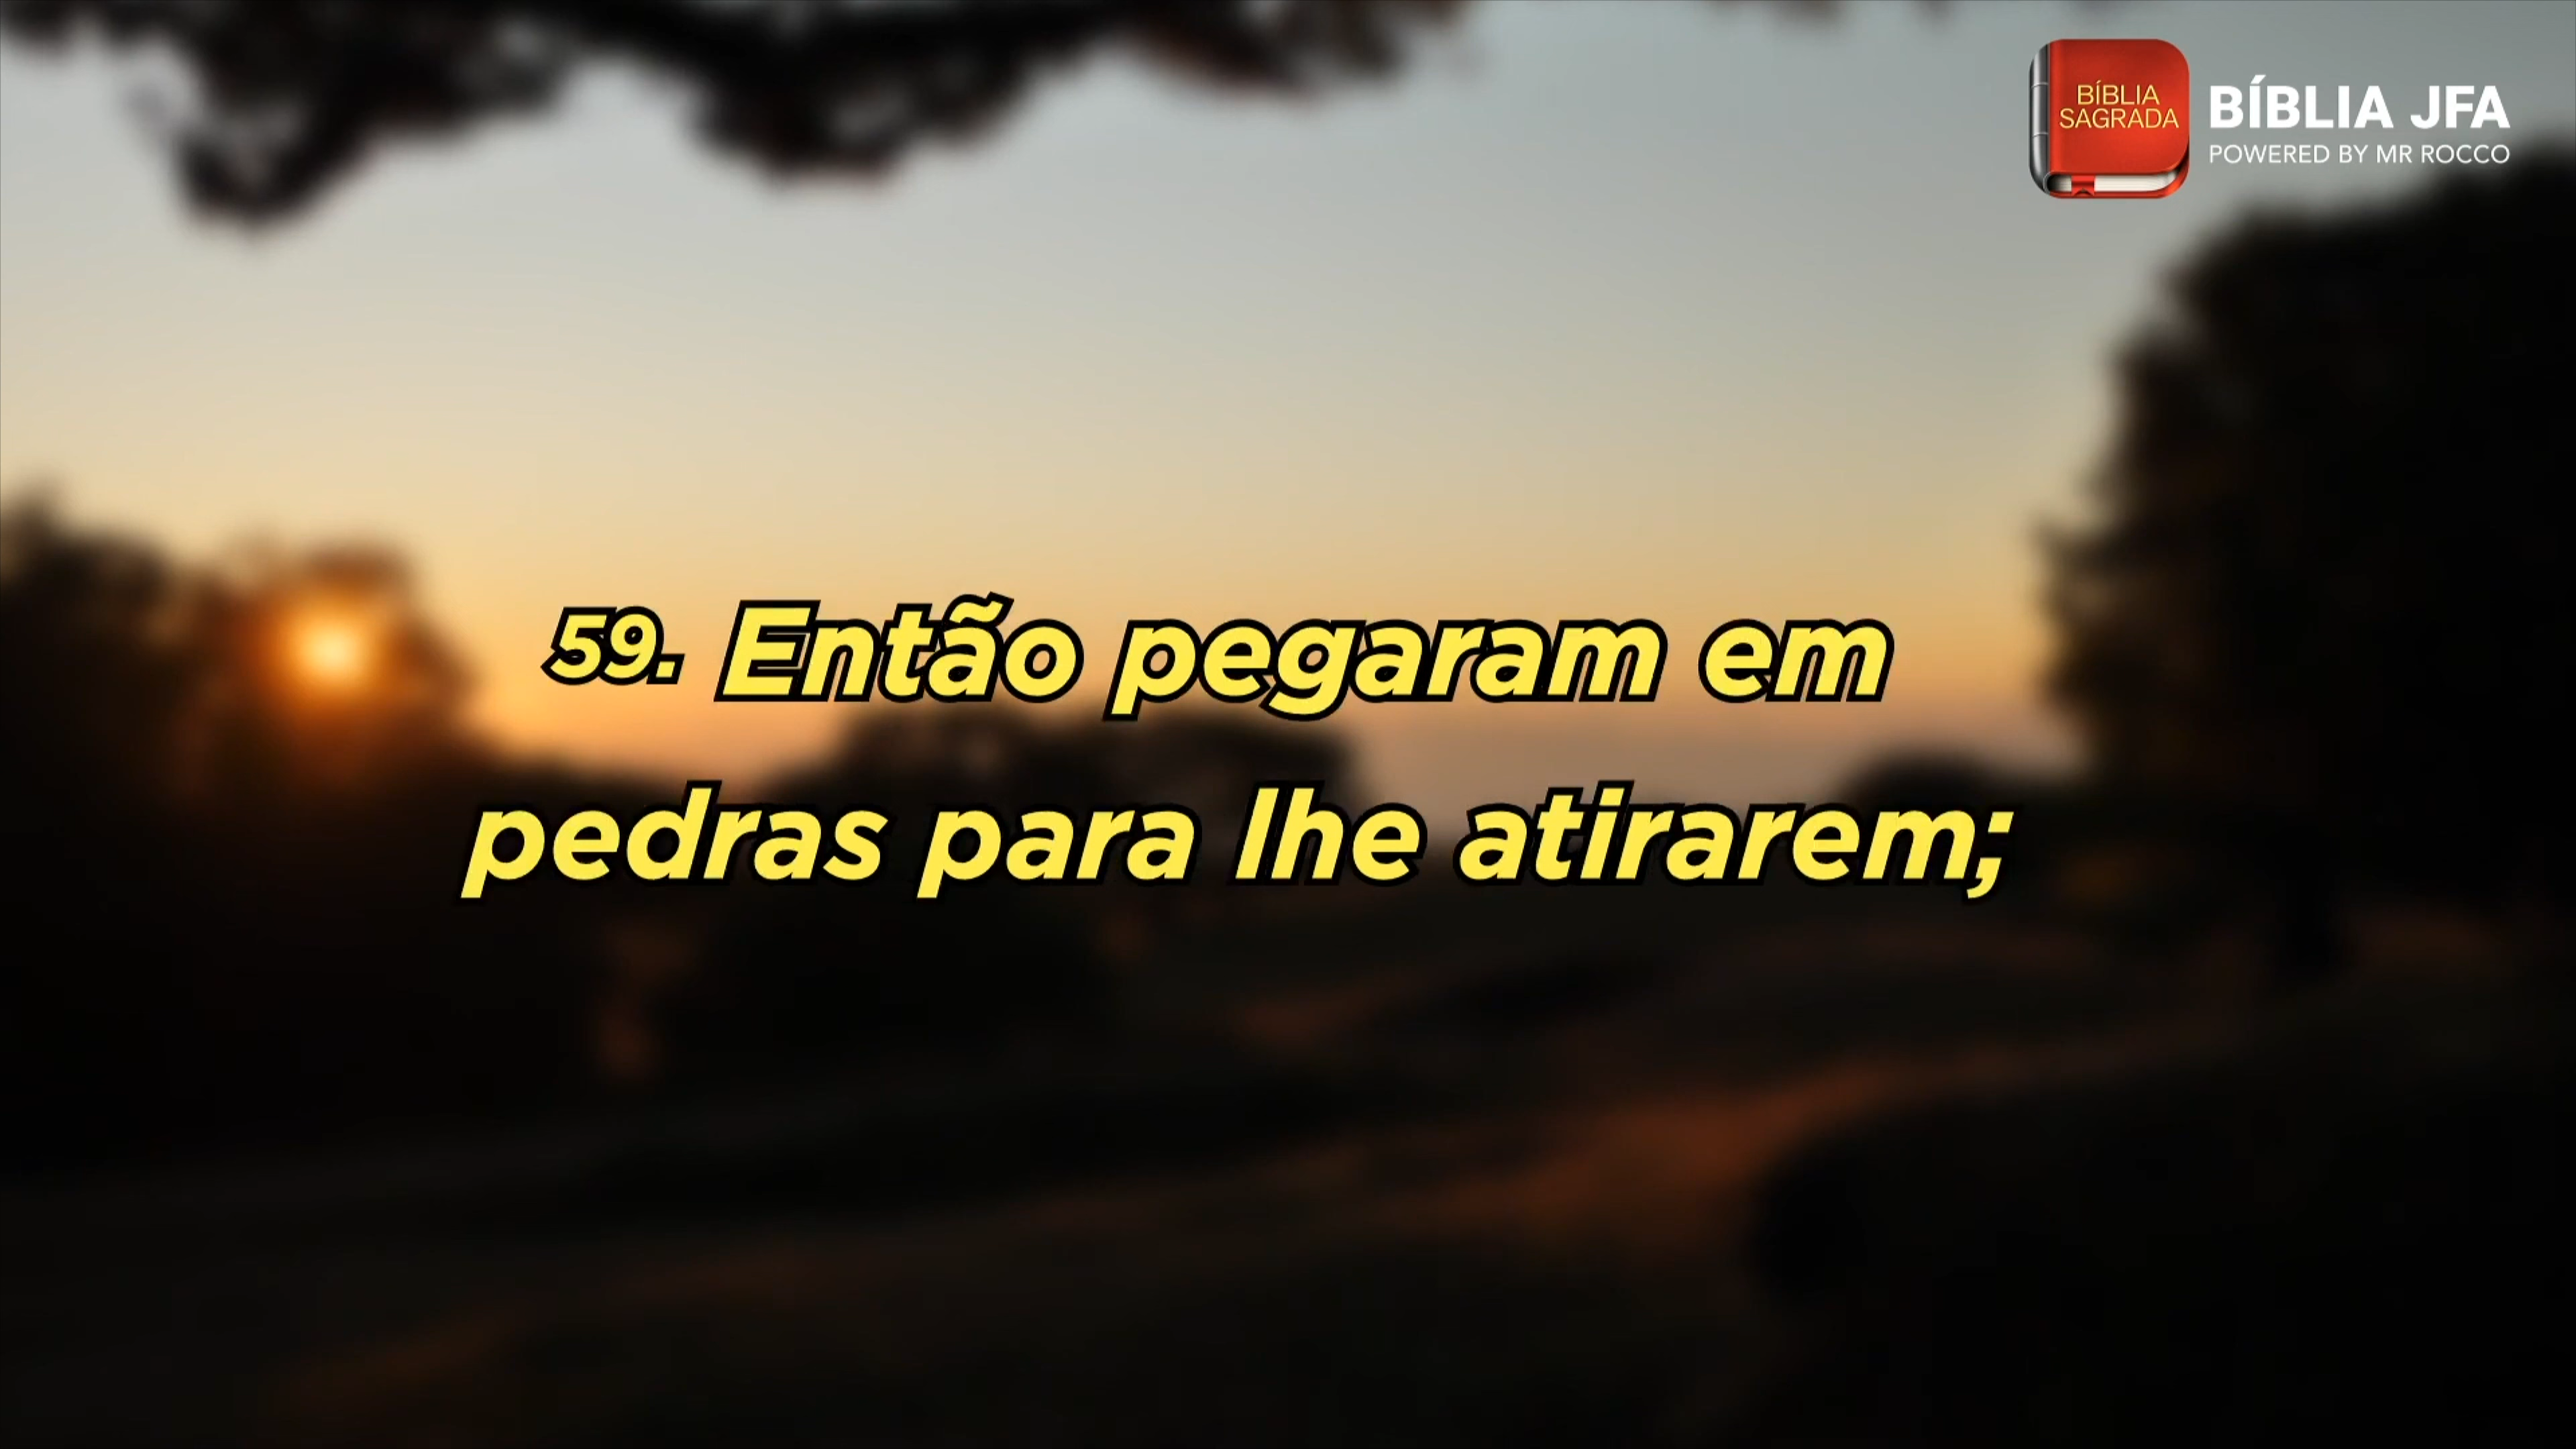 BÍBLIA
SAGRADA
BÍBLIA JFA
POWERED BY MR ROCCO
59. Então pegaram em
pedras para lhe atirarem;